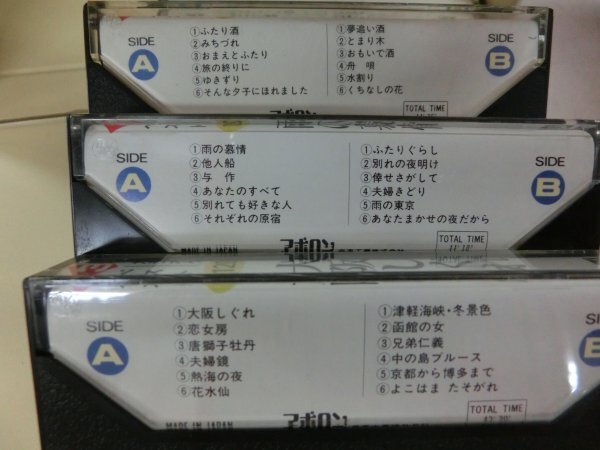 SIDE
A
①ふたり酒
②みちづれ
③おまえとふたり
④旅の終りに
⑤ゆきずり
⑥そんな夕子にほれました
①夢追い酒
②とまり木
③おもいで酒
④舟唄
⑤水割り
⑥くちなしの花
SIDE
B
TOTAL TIME
アポロン
SIDE
A
①雨の慕情
②他人船
③与作
④あなたのすべて
⑤別れても好きな人
⑥それぞれの原宿
①ふたりぐらし
②別れの夜明け
③倖せさがして
④夫婦きどり
⑤雨の東京
⑥あなたまかせの夜だから
SIDE
B
MADE IN JAPAN
アポロン
TOTAL TIME
SIDE
A
①大阪しぐれ
②恋女房
③唐獅子牡丹
④夫婦鏡
⑤熱海の夜
⑥花水仙
①津軽海峡・冬景色
②函館の女
③兄弟仁義
④中の島ブルース
⑤京都から博多まで
⑥よこはま たそがれ
SIDE
B
MADE IN JAPAN
アポロン
TOTAL TIME